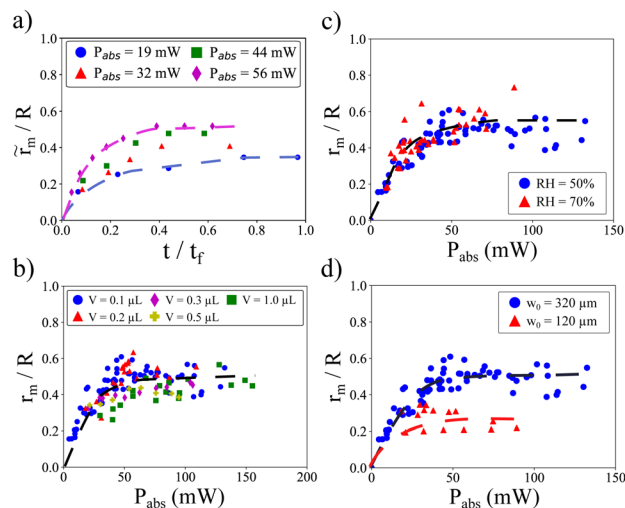 a)
r̃m / R
1.0
0.8
0.6
0.4
0.2
0.0
Pabs = 19 mW
Pabs = 32 mW
Pabs = 44 mW
Pabs = 56 mW
0.0 0.2 0.4 0.6 0.8 1.0
t / tf
c)
rm / R
1.0
0.8
0.6
0.4
0.2
0.0
RH = 50%
RH = 70%
0 50 100 150
Pabs (mW)
b)
rm / R
1.0
0.8
0.6
0.4
0.2
0.0
V = 0.1 µL
V = 0.3 µL
V = 1.0 µL
V = 0.2 µL
V = 0.5 µL
0 50 100 150 200
Pabs (mW)
d)
rm / R
1.0
0.8
0.6
0.4
0.2
0.0
w0 = 320 µm
w0 = 120 µm
0 50 100 150
Pabs (mW)